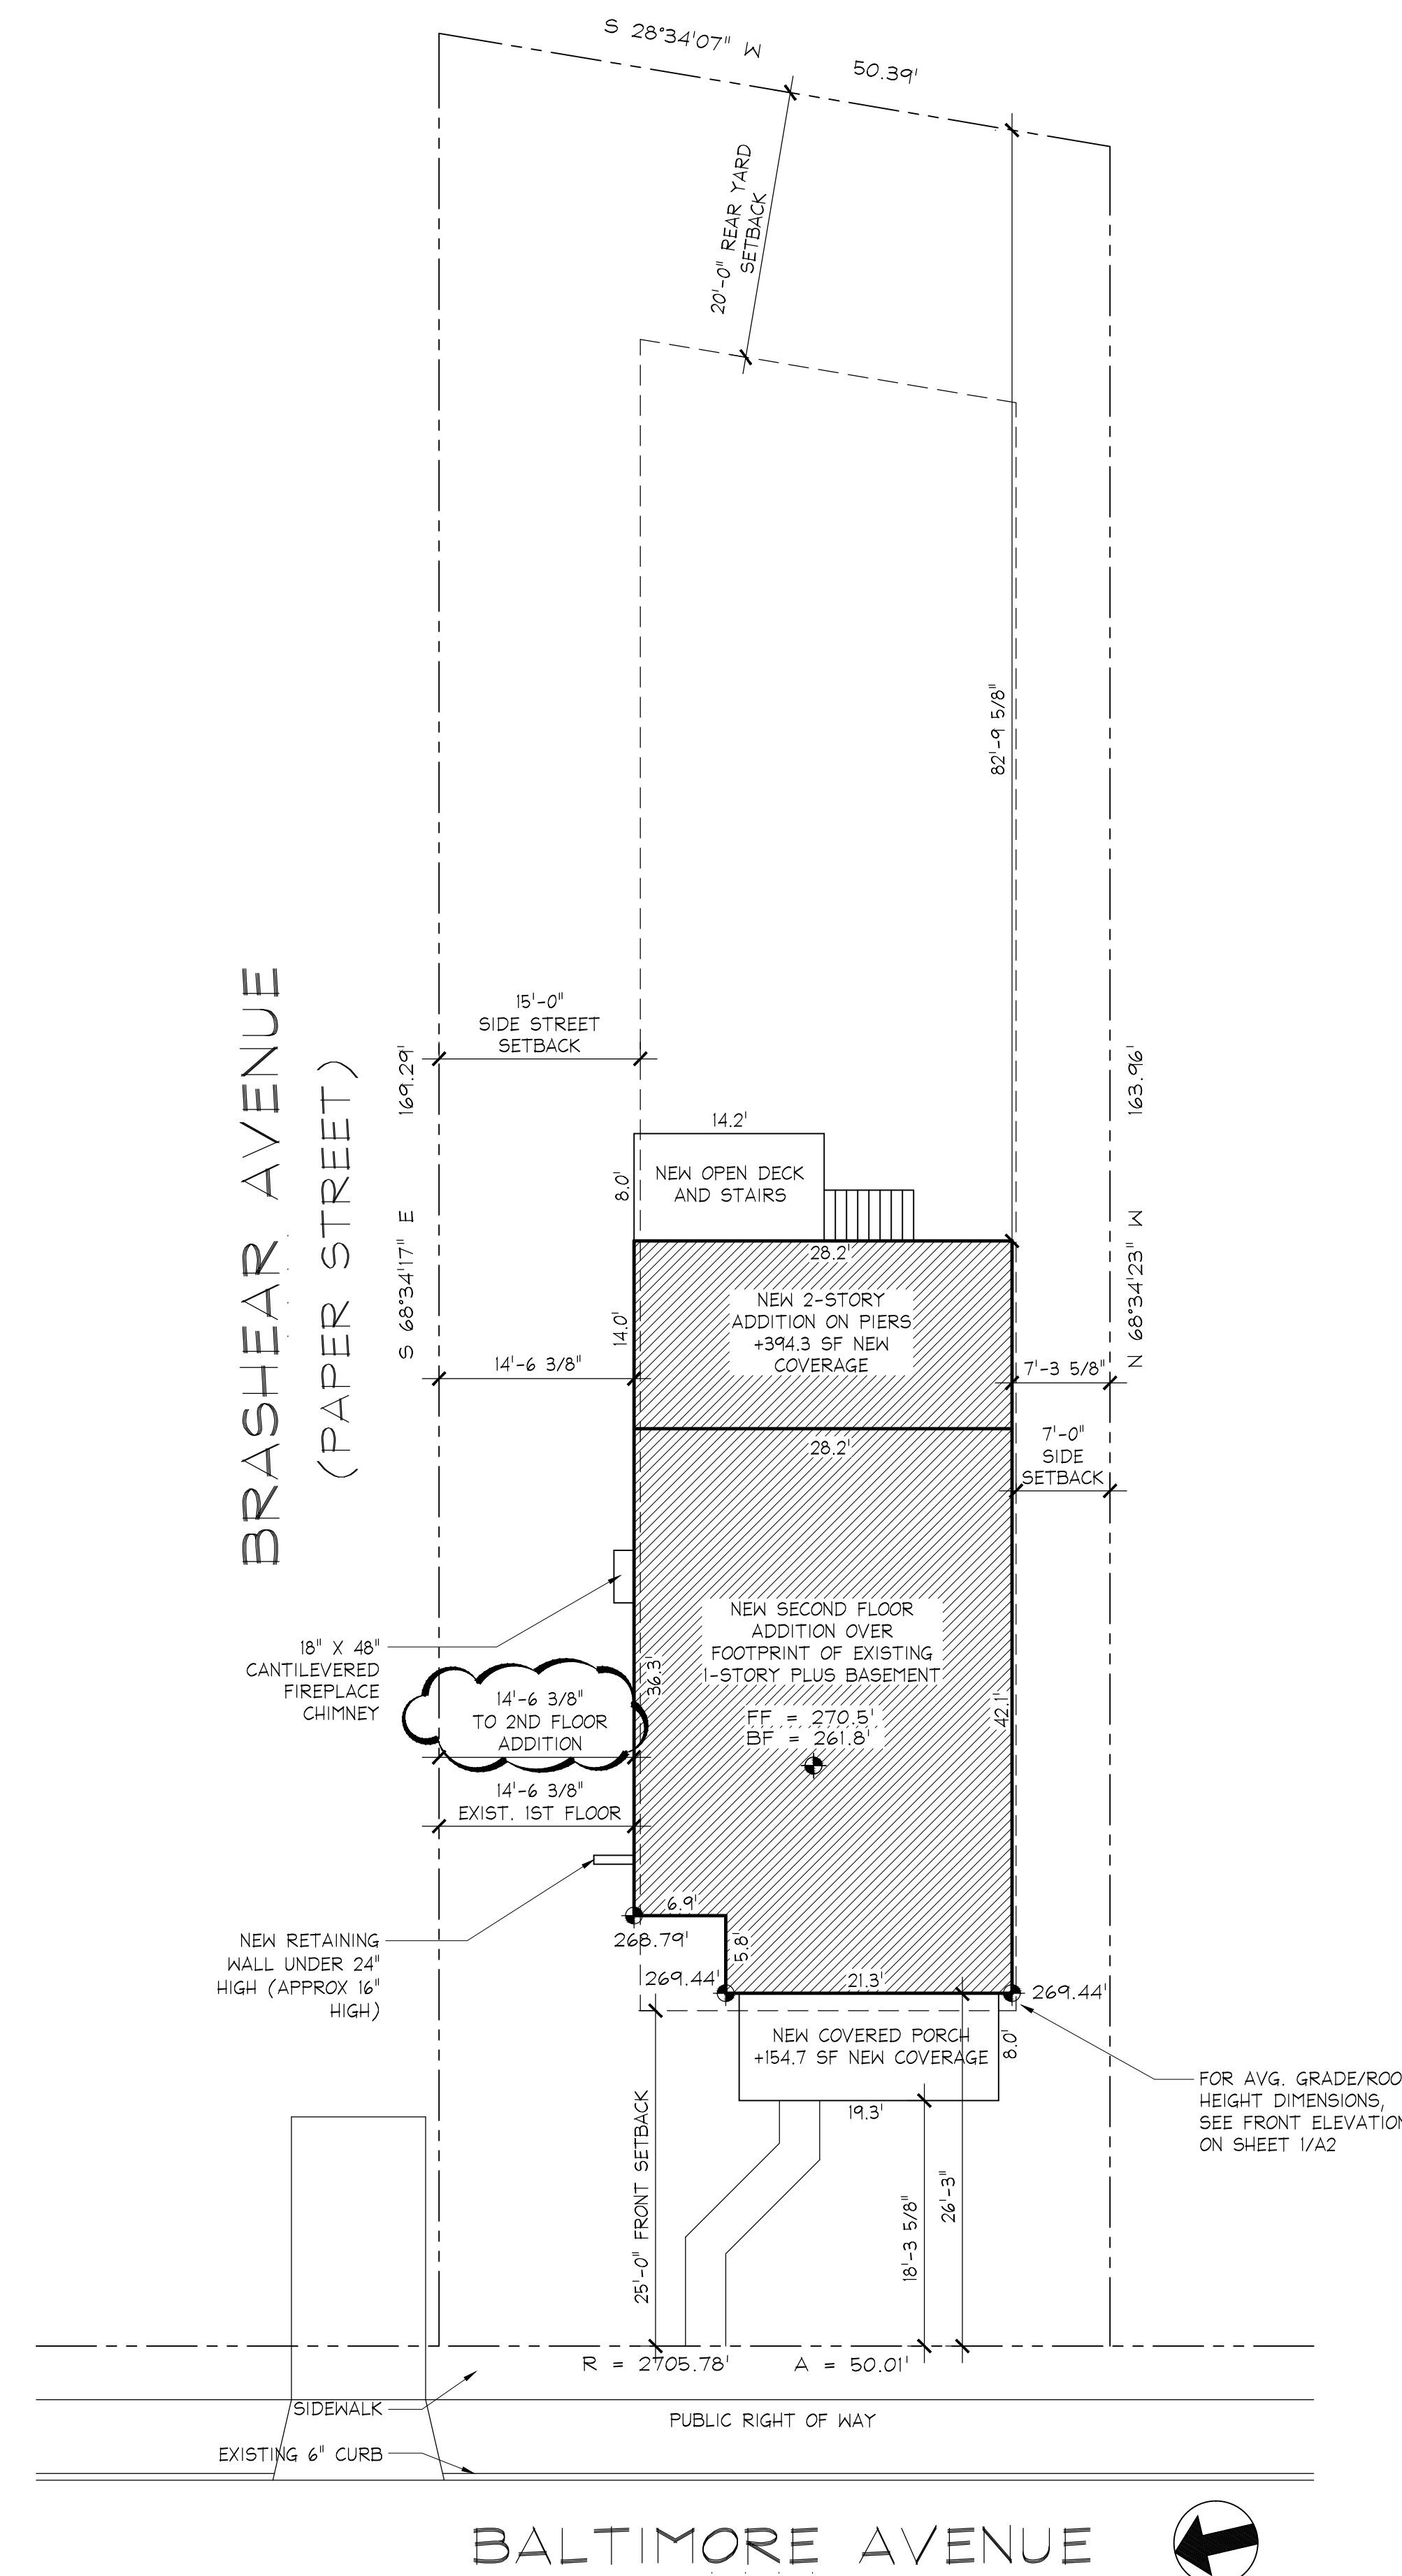 S 28°34'07" W
50.39'
20'-0" REAR YARD
SETBACK
82'-9 5/8"
BRASHEAR AVENUE
(PAPER STREET)
S 68°34'17" E
169.29'
15'-0"
SIDE STREET
SETBACK
163.96'
N 68°34'23" W
14.2'
8.0'
NEW OPEN DECK
AND STAIRS
28.2'
14.0'
NEW 2-STORY
ADDITION ON PIERS
+394.3 SF NEW
COVERAGE
14'-6 3/8"
7'-3 5/8"
28.2'
7'-0"
SIDE
SETBACK
NEW SECOND FLOOR
ADDITION OVER
FOOTPRINT OF EXISTING
1-STORY PLUS BASEMENT
18" X 48"
CANTILEVERED
FIREPLACE
CHIMNEY
36.3'
42.1'
14'-6 3/8"
TO 2ND FLOOR
ADDITION
FF = 270.5'
BF = 261.8'
14'-6 3/8"
EXIST. 1ST FLOOR
6.9'
268.79'
5.8'
NEW RETAINING
WALL UNDER 24"
HIGH (APPROX 16"
HIGH)
269.44'
21.3'
269.44'
NEW COVERED PORCH
+154.7 SF NEW COVERAGE
8.0'
19.3'
FOR AVG. GRADE/ROO
HEIGHT DIMENSIONS,
SEE FRONT ELEVATION
ON SHEET 1/A2
25'-0" FRONT SETBACK
18'-3 5/8"
26'-3"
R = 2705.78'
A = 50.01'
SIDEWALK
PUBLIC RIGHT OF WAY
EXISTING 6" CURB
BALTIMORE AVENUE